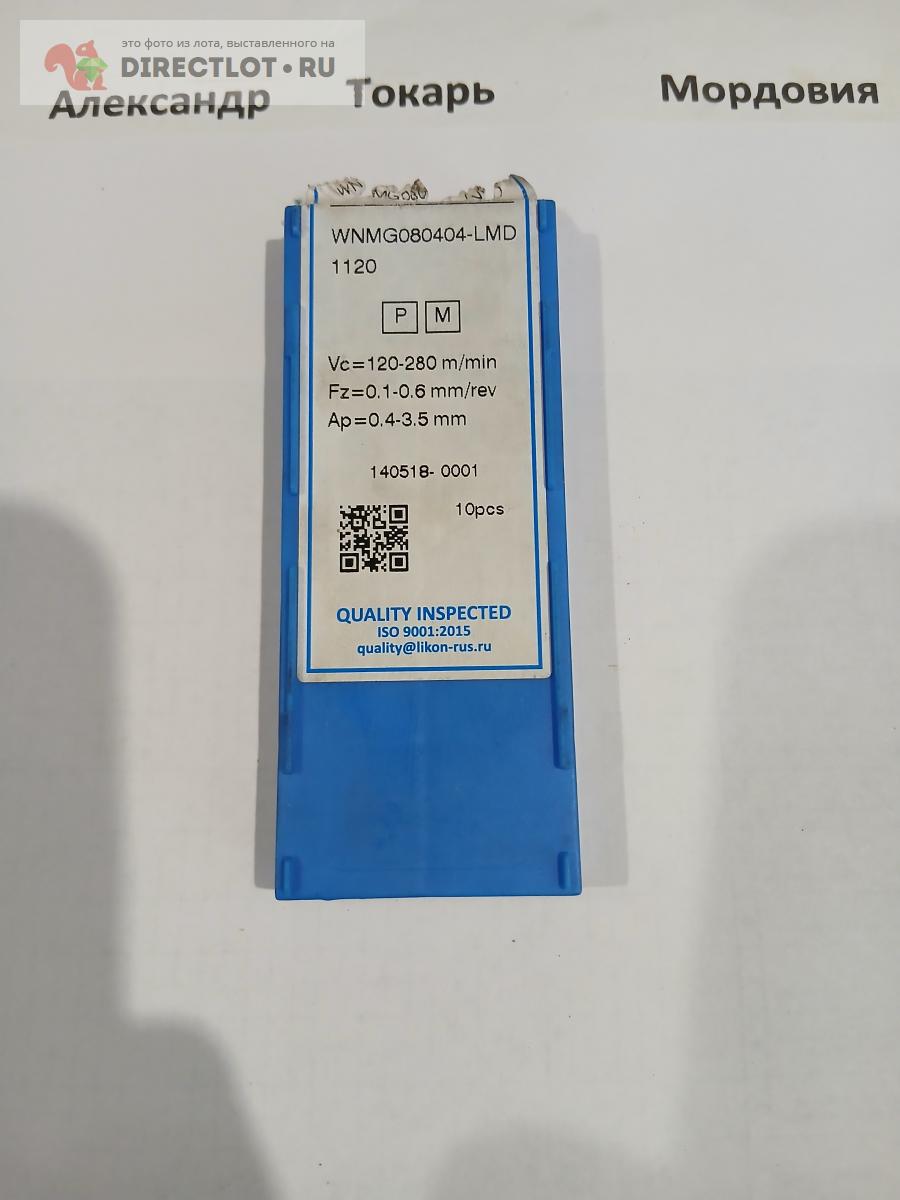 это фото из лота, выставленного на
DIRECTLOT.RU
Александр Токарь Мордовия
WNMG080404-LMD
1120
P M
Vc=120-280 m/min
Fz=0.1-0.6 mm/rev
Ap=0.4-3.5 mm
140518- 0001
10pcs
QUALITY INSPECTED
ISO 9001:2015
quality@likon-rus.ru